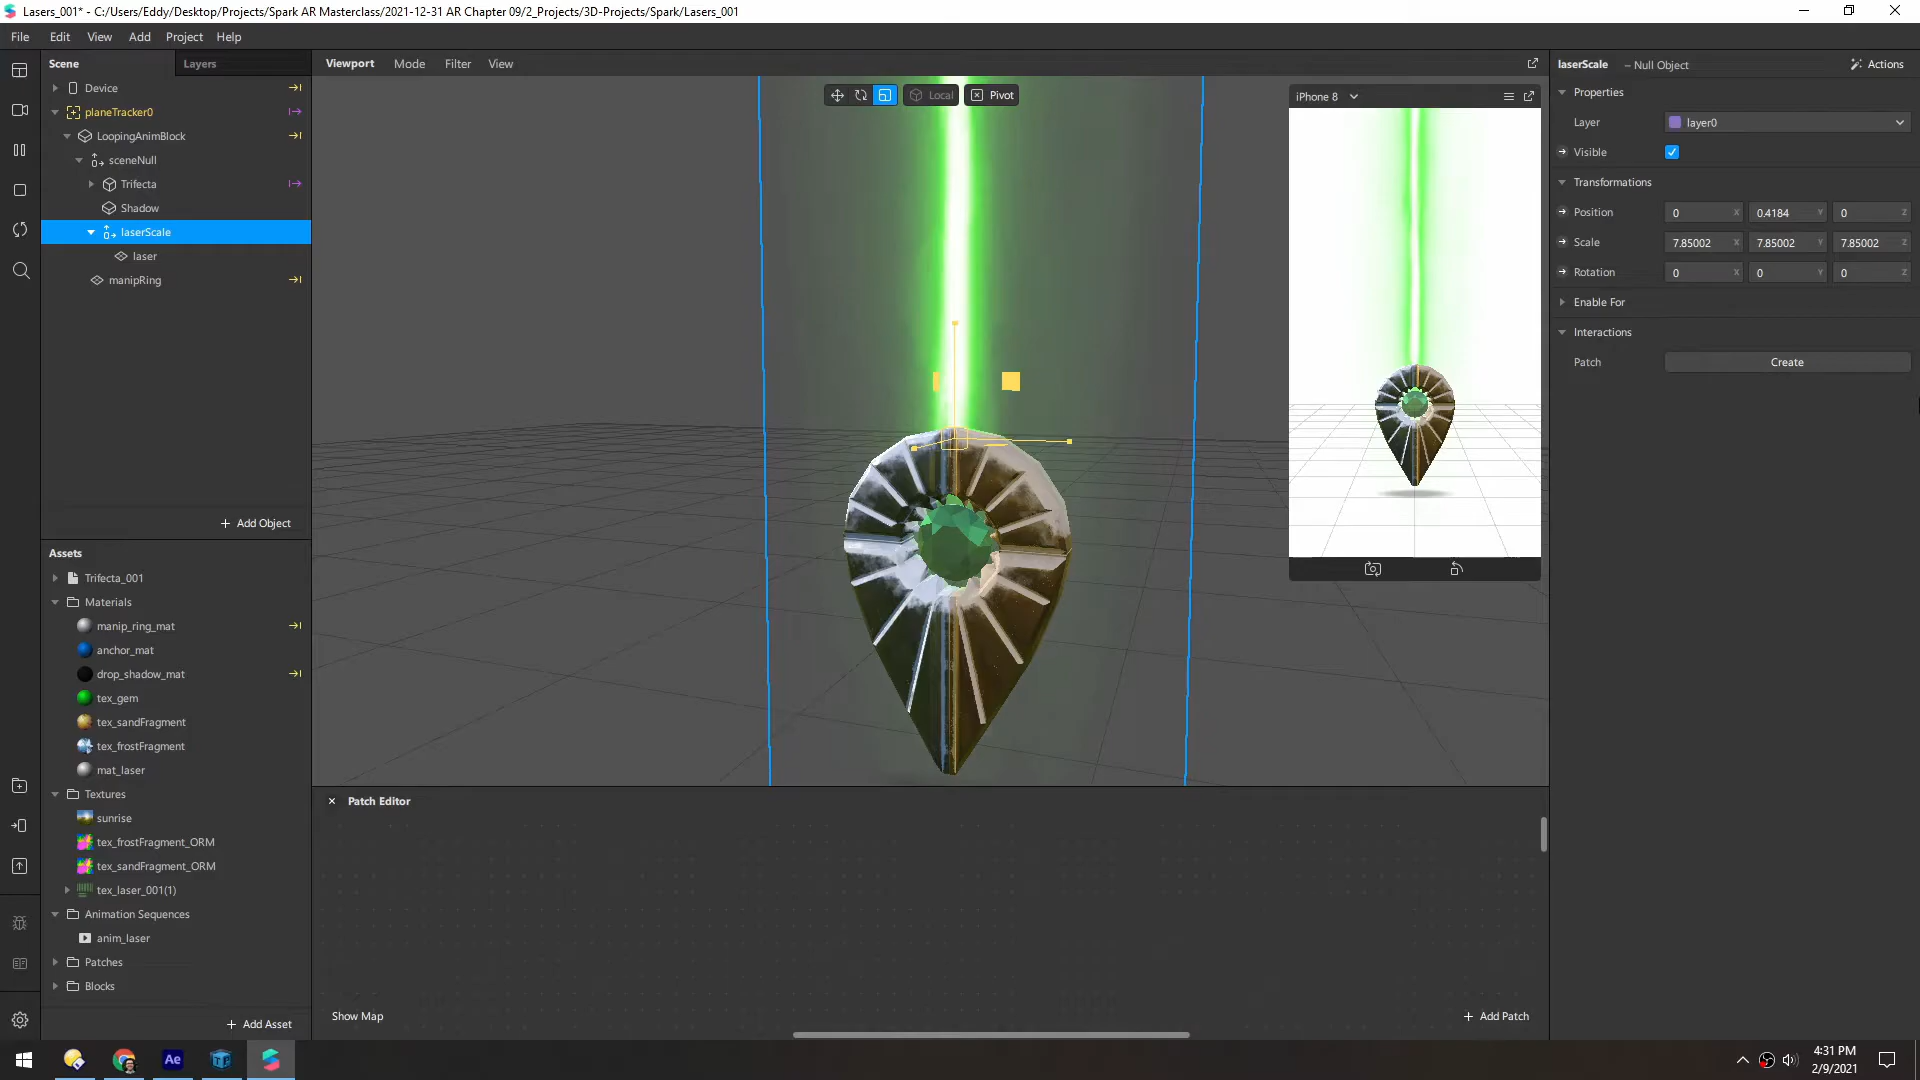 Lasers_001* - C:/Users/Eddy/Desktop/Projects/Spark AR Masterclass/2021-12-31 AR Chapter 09/2_Projects/3D-Projects/Spark/Lasers_001
File Edit View Add Project Help
Scene Layers
Device
planeTracker0
LoopingAnimBlock
sceneNull
Trifecta
Shadow
laserScale
laser
manipRing
+ Add Object
Assets
Trifecta_001
Materials
manip_ring_mat
anchor_mat
drop_shadow_mat
tex_gem
tex_sandFragment
tex_frostFragment
mat_laser
Textures
sunrise
tex_frostFragment_ORM
tex_sandFragment_ORM
tex_laser_001(1)
Animation Sequences
anim_laser
Patches
Blocks
+ Add Asset
Viewport Mode Filter View
Local Pivot
iPhone 8
Patch Editor
Show Map
+ Add Patch
laserScale – Null Object Actions
Properties
Layer layer0
Visible
Transformations
Position 0 X 0.4184 Y 0 Z
Scale 7.85002 X 7.85002 Y 7.85002 Z
Rotation 0 X 0 Y 0 Z
Enable For
Interactions
Patch Create
Ae
TF
4:31 PM
2/9/2021